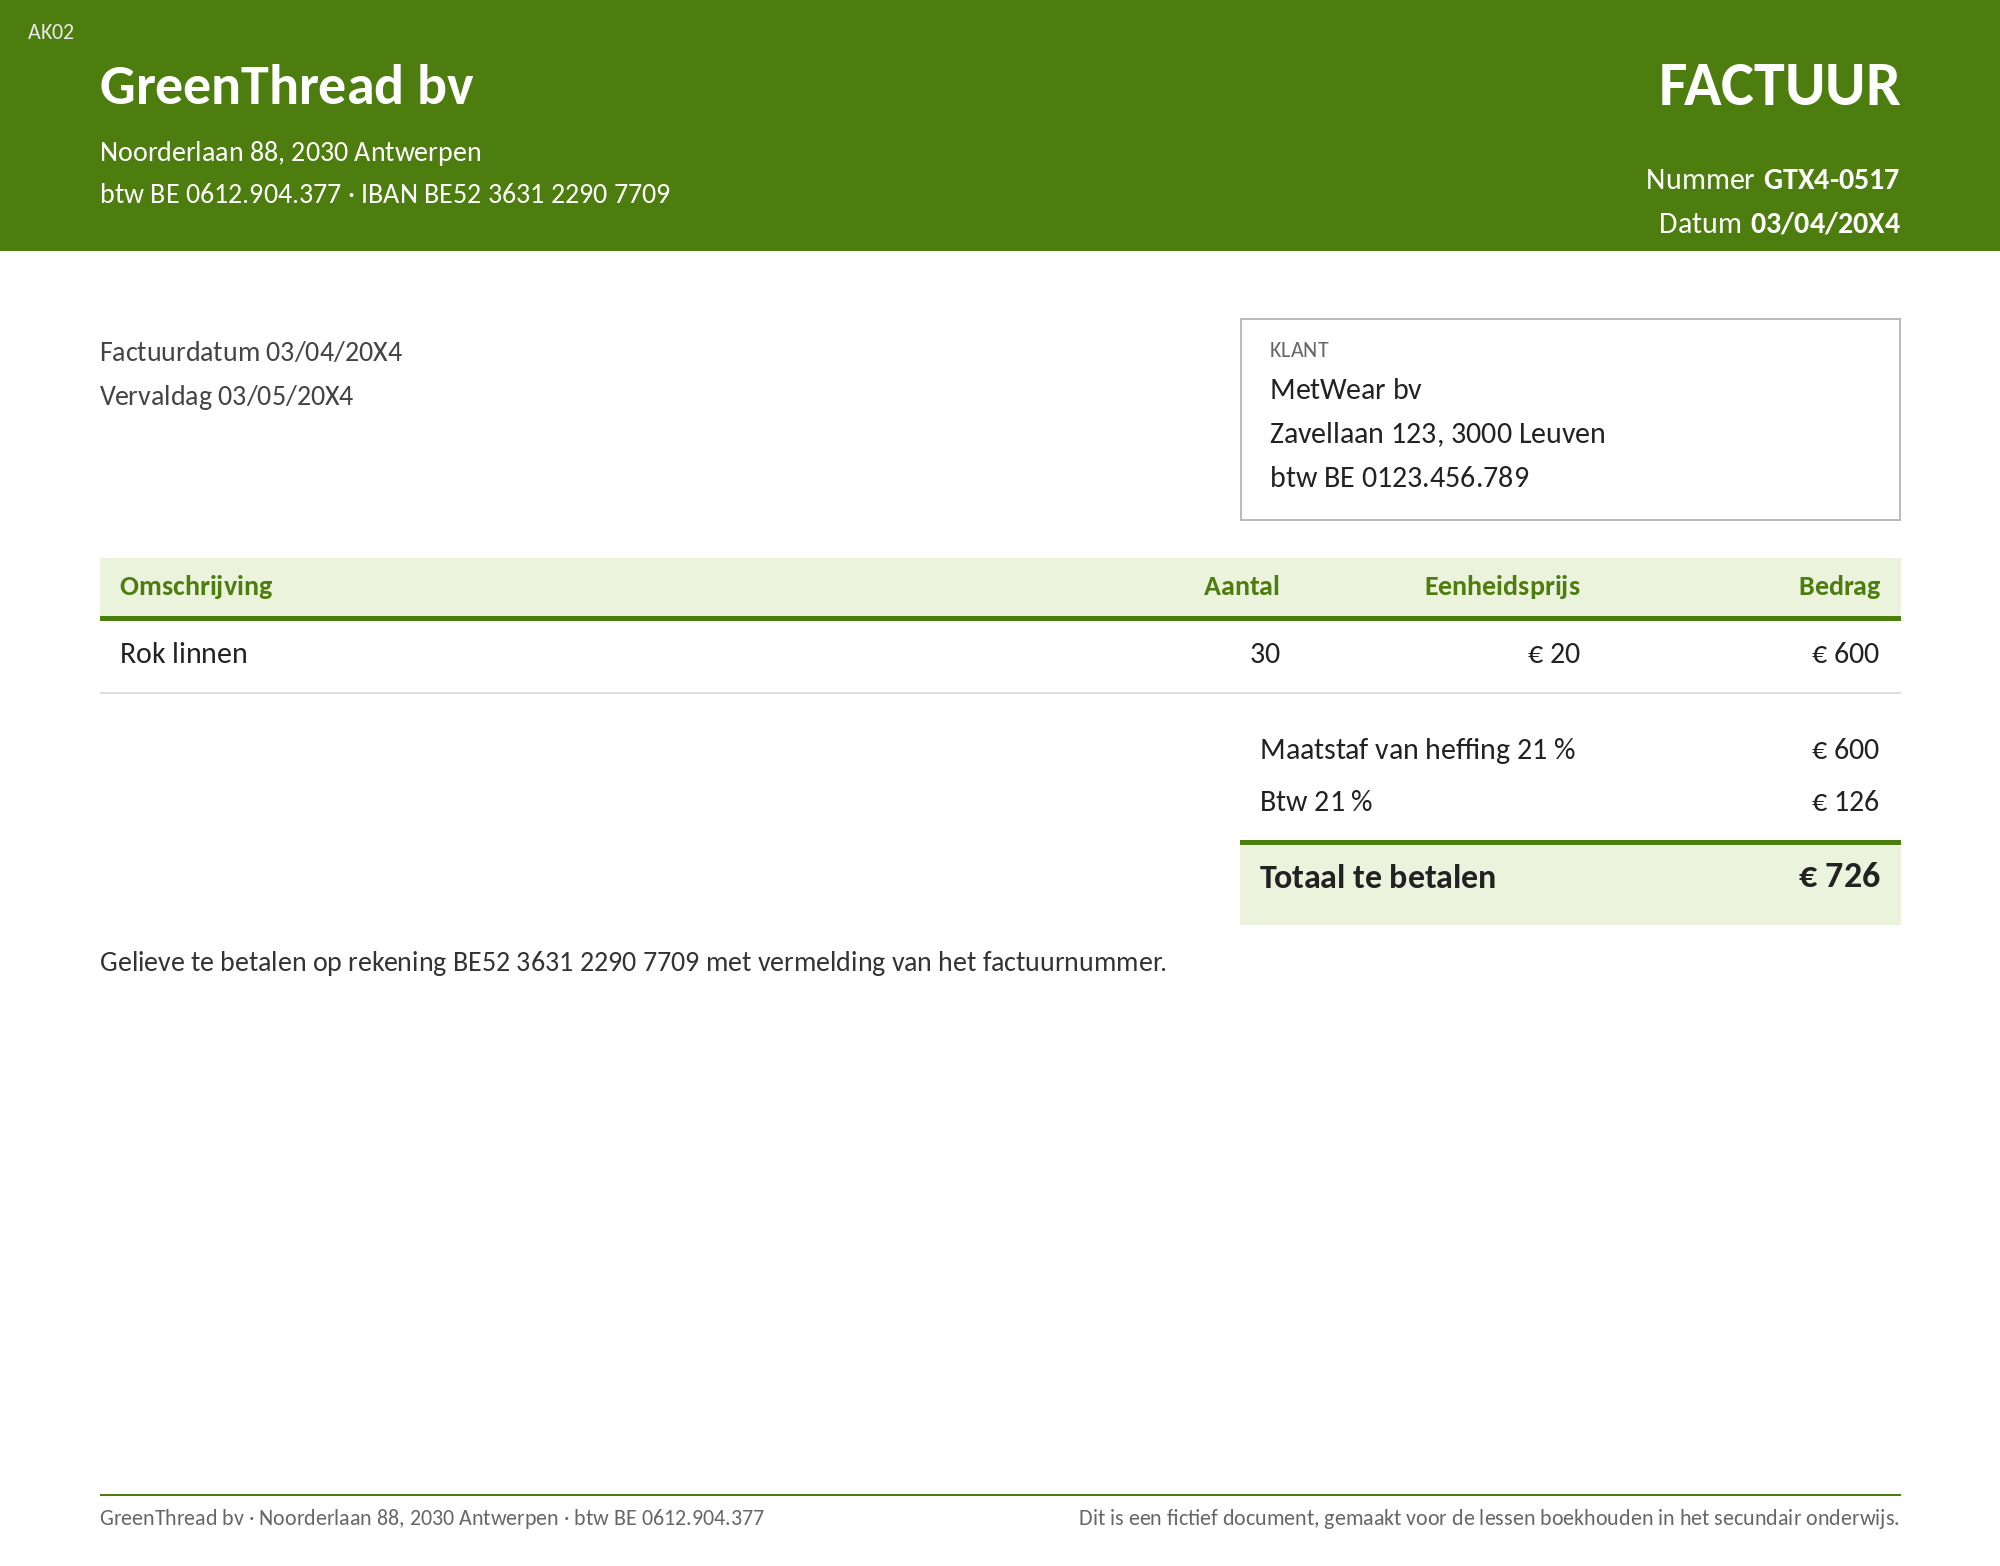 AK02
GreenThread bv
FACTUUR
Noorderlaan 88, 2030 Antwerpen
btw BE 0612.904.377 · IBAN BE52 3631 2290 7709
Nummer GTX4-0517
Datum 03/04/20X4
Factuurdatum 03/04/20X4
Vervaldag 03/05/20X4
KLANT
MetWear bv
Zavellaan 123, 3000 Leuven
btw BE 0123.456.789
Omschrijving Aantal Eenheidsprijs Bedrag
Rok linnen 30 € 20 € 600
Maatstaf van heffing 21 % € 600
Btw 21 % € 126
Totaal te betalen € 726
Gelieve te betalen op rekening BE52 3631 2290 7709 met vermelding van het factuurnummer.
GreenThread bv · Noorderlaan 88, 2030 Antwerpen · btw BE 0612.904.377
Dit is een fictief document, gemaakt voor de lessen boekhouden in het secundair onderwijs.